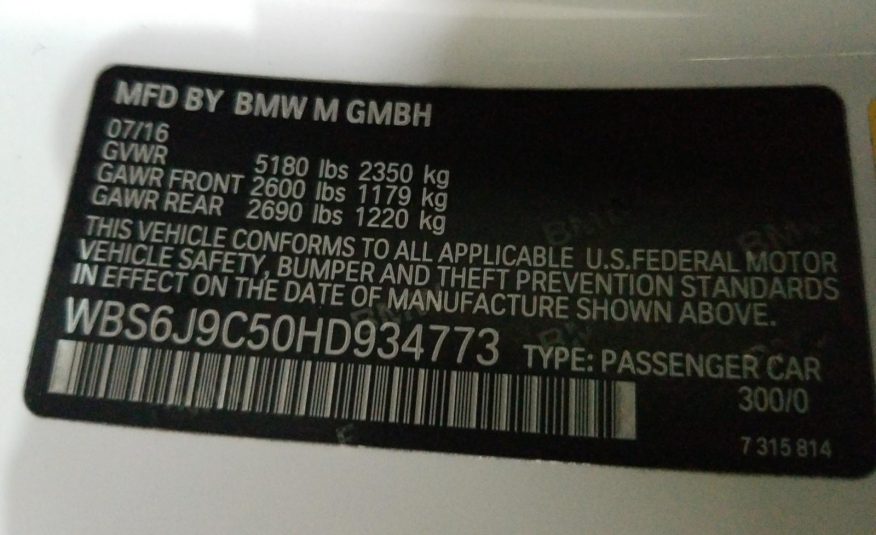 MFD BY BMW M GMBH
07/16
GVWR 5180 lbs 2350 kg
GAWR FRONT 2600 lbs 1179 kg
GAWR REAR 2690 lbs 1220 kg
THIS VEHICLE CONFORMS TO ALL APPLICABLE U.S.FEDERAL MOTOR
VEHICLE SAFETY, BUMPER AND THEFT PREVENTION STANDARDS
IN EFFECT ON THE DATE OF MANUFACTURE SHOWN ABOVE.
WBS6J9C50HD934773 TYPE: PASSENGER CAR
300/0
7 315 814